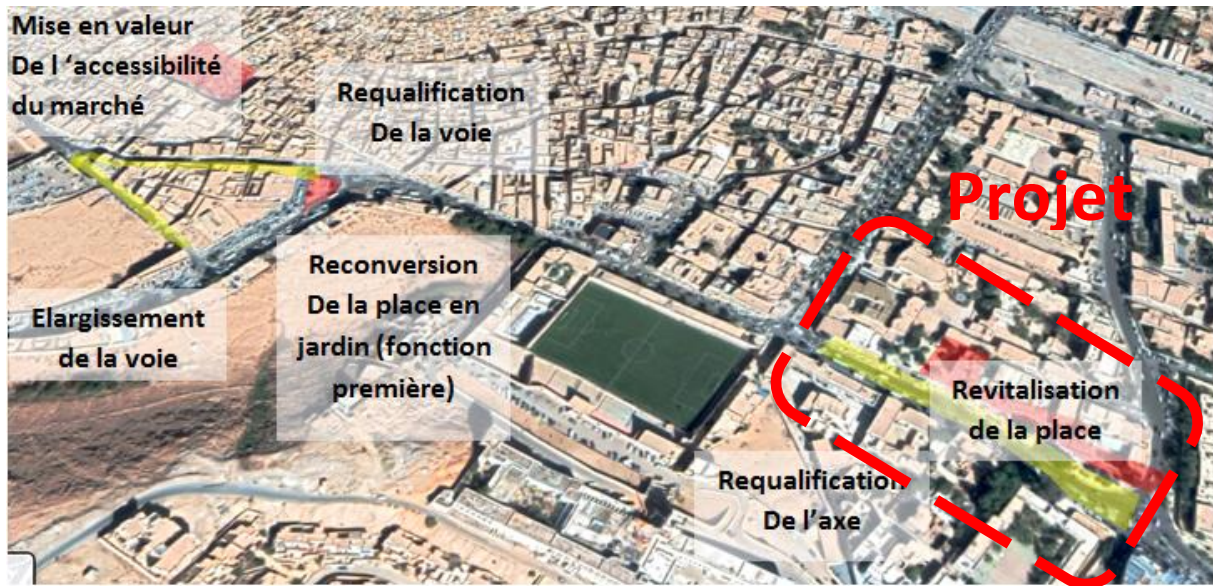 Mise en valeur
De l ‘accessibilité
du marché
Requalification
De la voie
Projet
Elargissement
de la voie
Reconversion
De la place en
jardin (fonction
première)
Revitalisation
de la place
Requalification
De l’axe